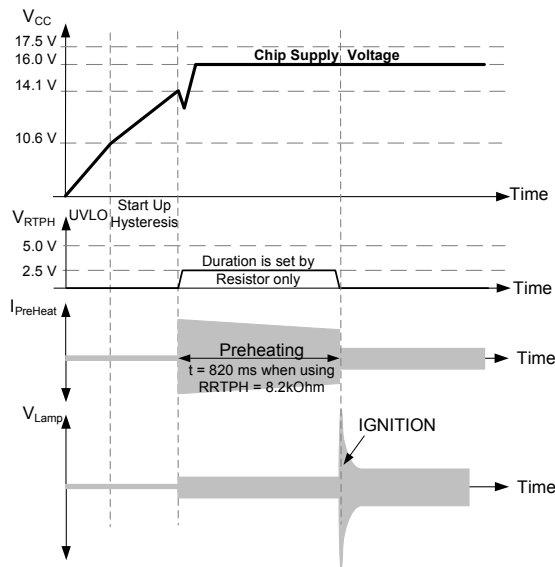 VCC
17.5 V
16.0 V
Chip Supply Voltage
14.1 V
10.6 V
Time
UVLO
Start Up
Hysteresis
VRTPH
5.0 V
2.5 V
Duration is set by
Resistor only
Time
IPreHeat
Preheating
t = 820 ms when using
RRTPH = 8.2kOhm
Time
VLamp
IGNITION
Time